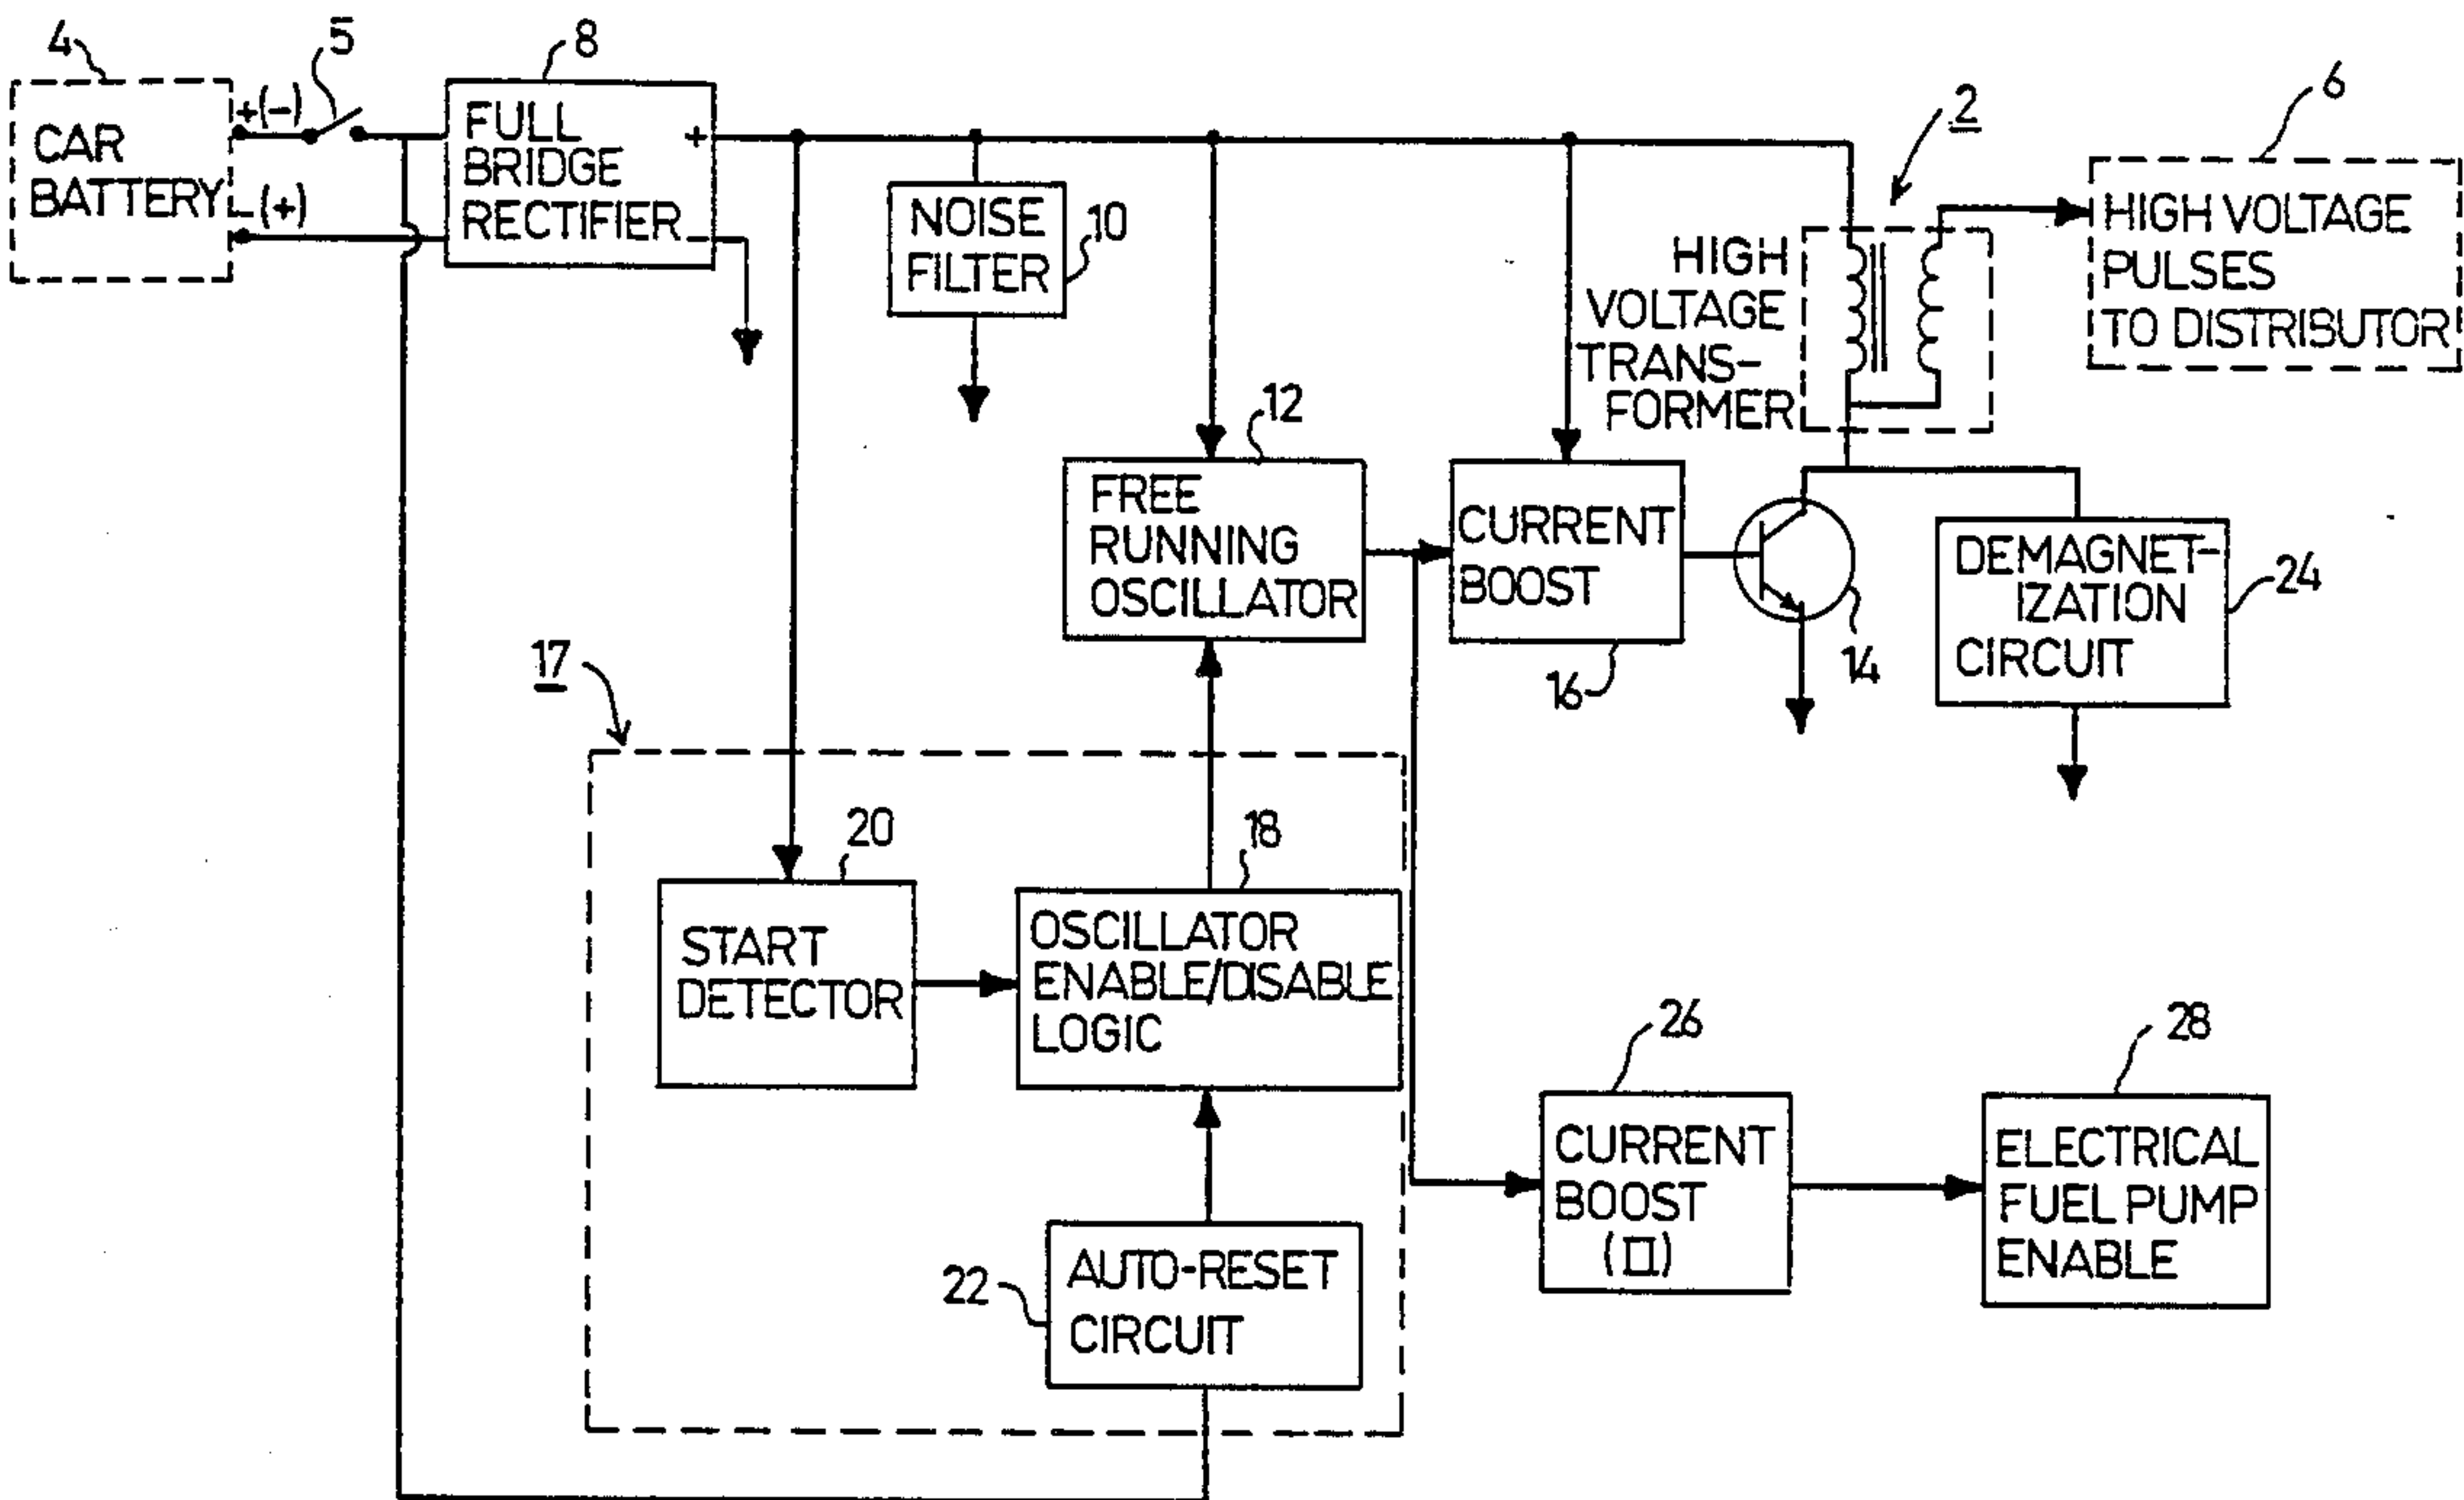 4
5
8
CAR
BATTERY
+(-)
-(+)
FULL
BRIDGE
RECTIFIER
+
-
NOISE
FILTER
10
2
6
HIGH
VOLTAGE
TRANS-
FORMER
HIGH VOLTAGE
PULSES
TO DISTRIBUTOR
12
FREE
RUNNING
OSCILLATOR
CURRENT
BOOST
16
14
DEMAGNET-
IZATION
CIRCUIT
24
17
20
START
DETECTOR
18
OSCILLATOR
ENABLE/DISABLE
LOGIC
22
AUTO-RESET
CIRCUIT
26
CURRENT
BOOST
(II)
28
ELECTRICAL
FUEL PUMP
ENABLE